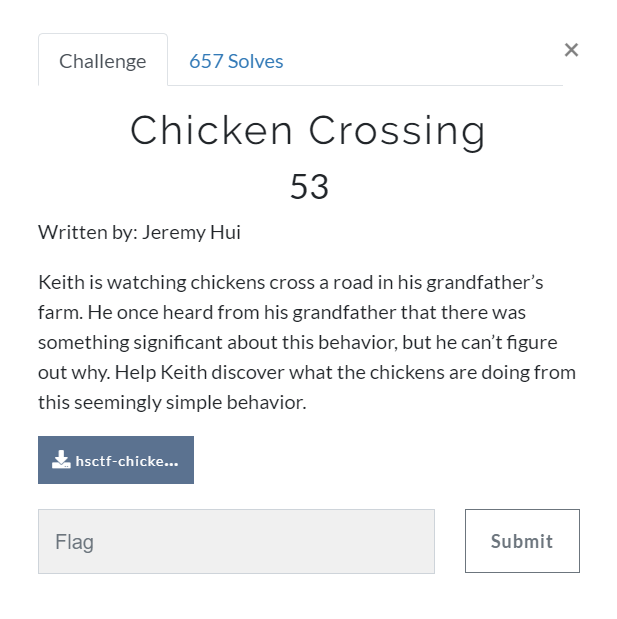 Challenge
657 Solves
×
Chicken Crossing
53
Written by: Jeremy Hui
Keith is watching chickens cross a road in his grandfather’s
farm. He once heard from his grandfather that there was
something significant about this behavior, but he can’t figure
out why. Help Keith discover what the chickens are doing from
this seemingly simple behavior.
hsctf-chicke...
Flag
Submit